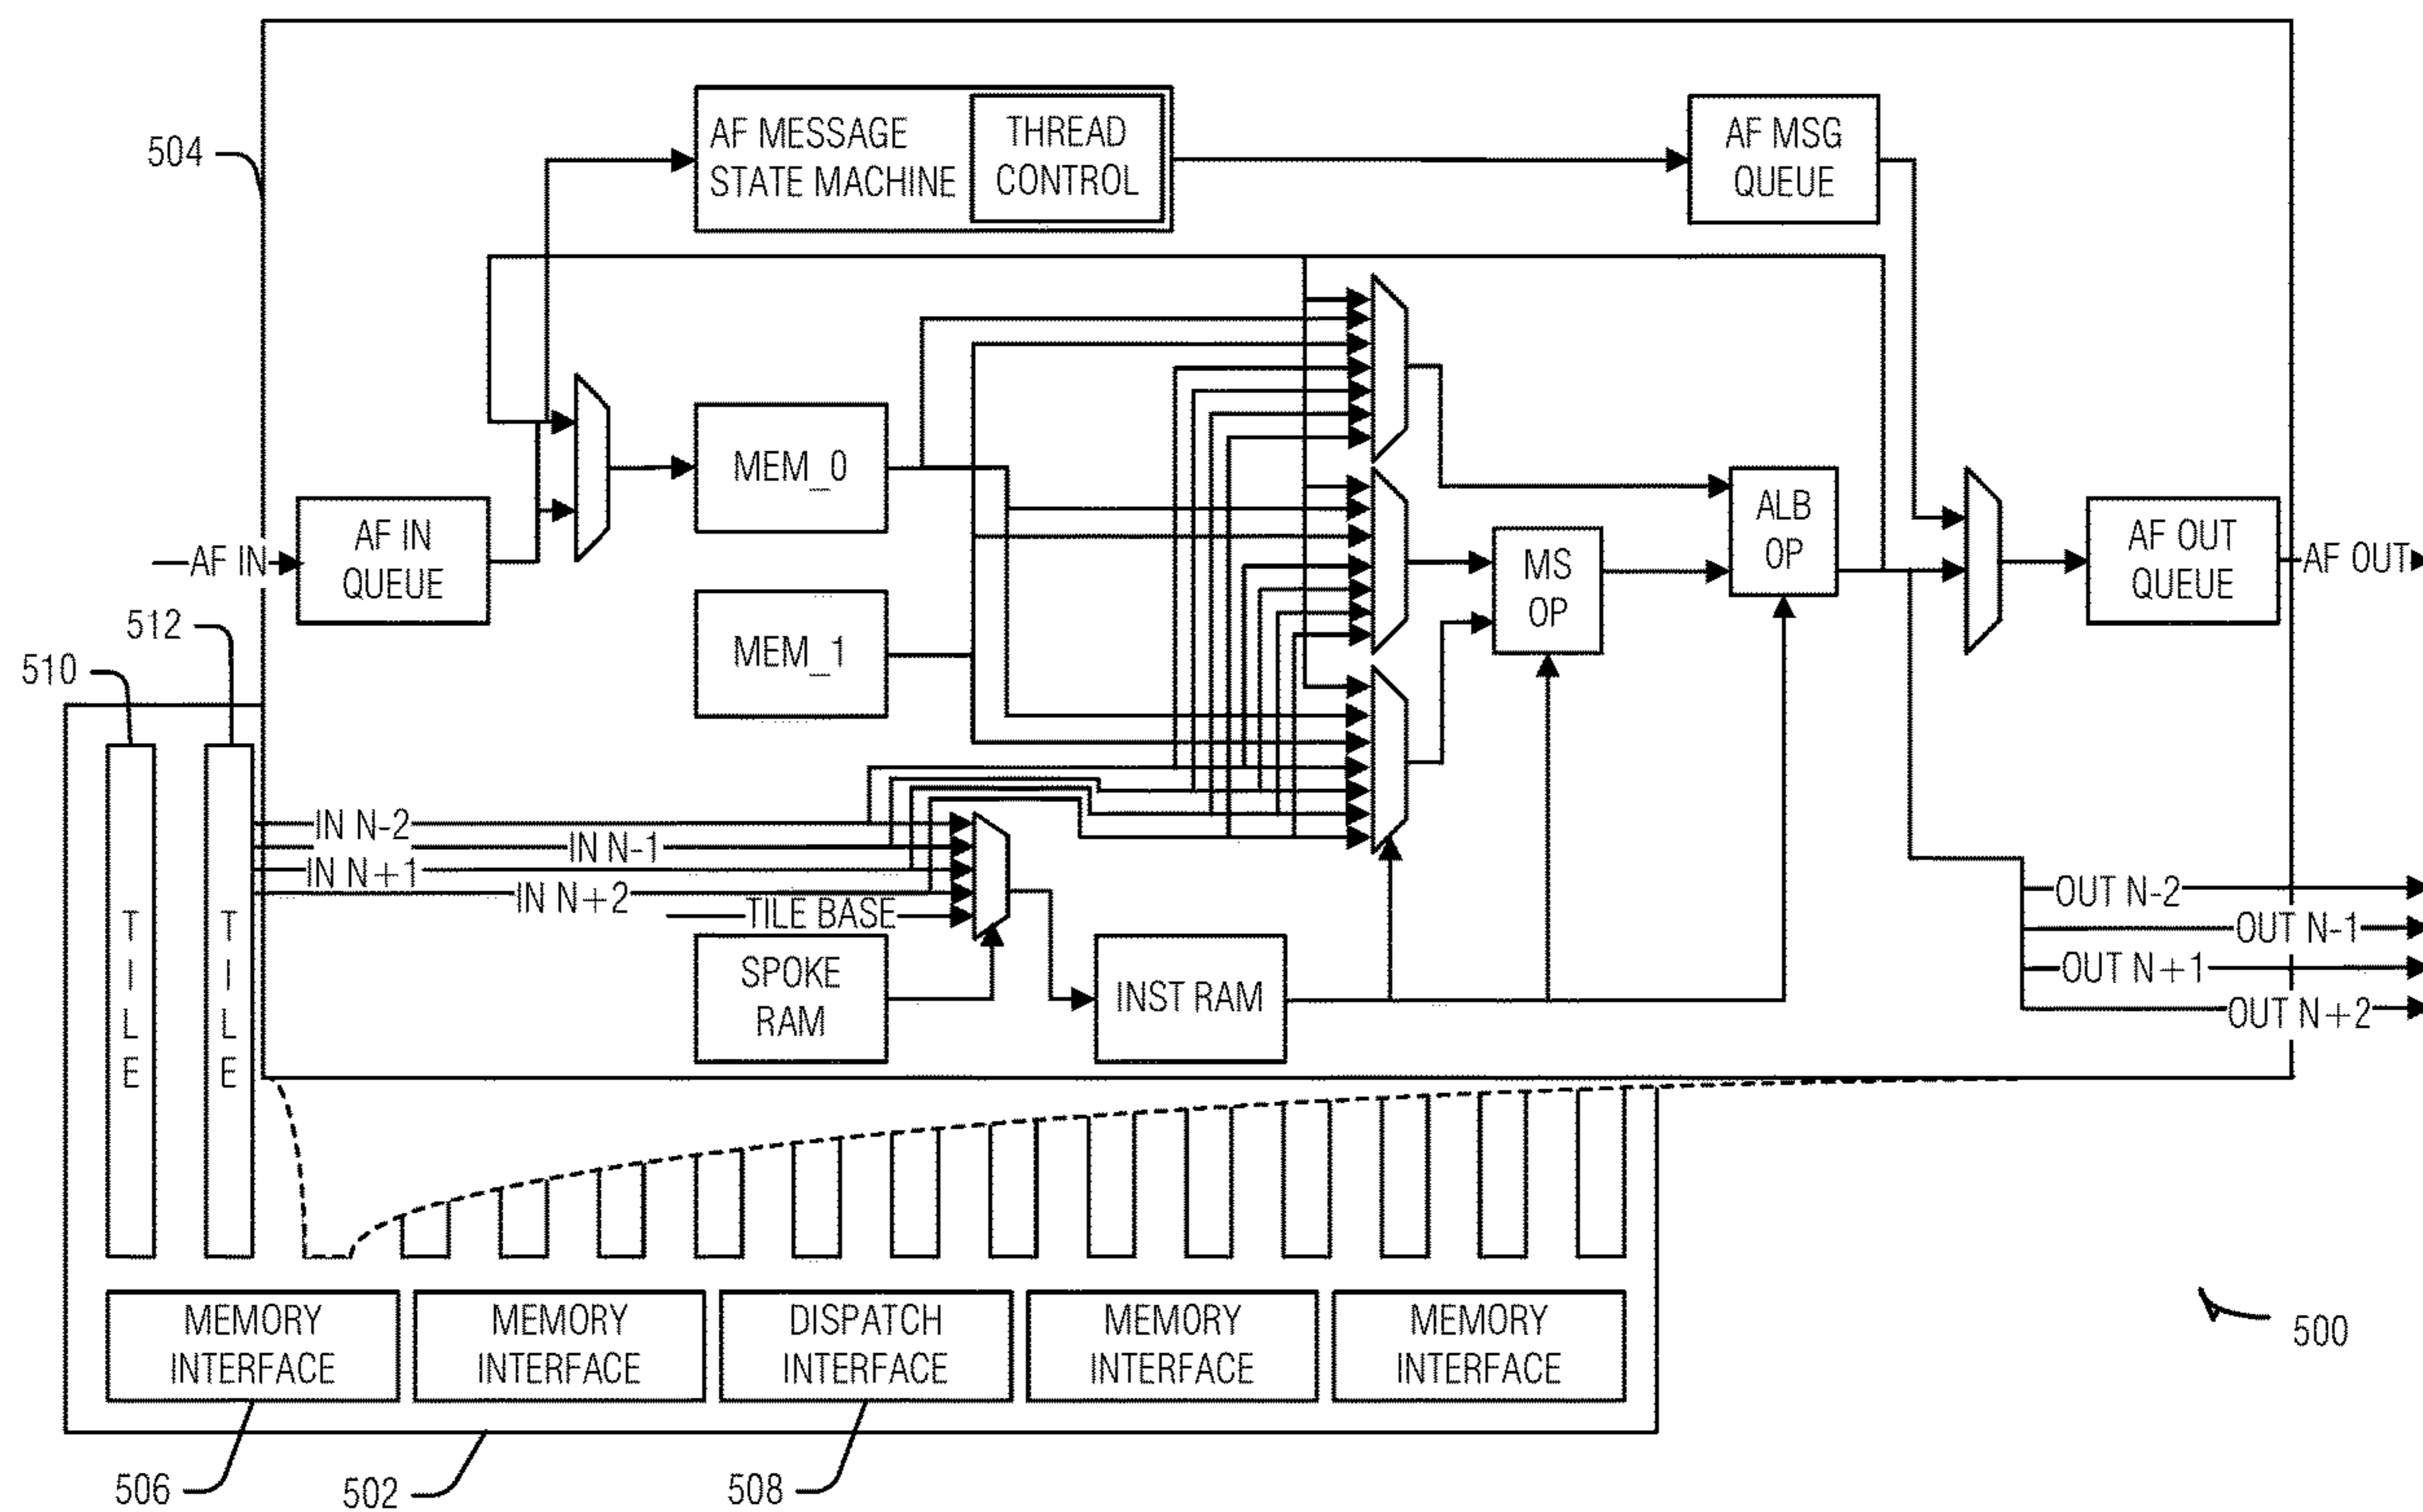 AF MESSAGE
STATE MACHINE
THREAD
CONTROL
AF MSG
QUEUE
504
MEM_0
ALB
OP
AF IN
AF IN
QUEUE
MS
OP
AF OUT
QUEUE
AF OUT
512
MEM_1
510
IN N-2
IN N-1
IN N+1
IN N+2
TILE BASE
OUT N-2
OUT N-1
OUT N+1
OUT N+2
TILE
TILE
SPOKE
RAM
INST RAM
MEMORY
INTERFACE
MEMORY
INTERFACE
DISPATCH
INTERFACE
MEMORY
INTERFACE
MEMORY
INTERFACE
500
506
502
508